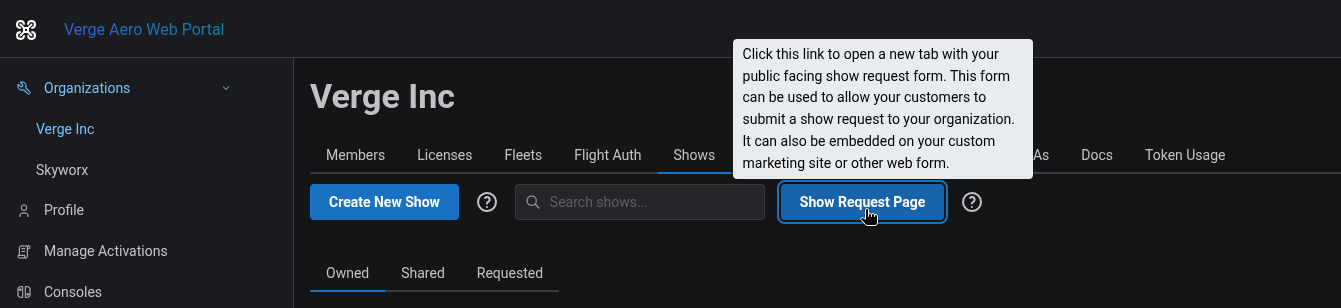 Verge Aero Web Portal
Organizations
Verge Inc
Skyworx
Profile
Manage Activations
Consoles
Verge Inc
Click this link to open a new tab with your
public facing show request form. This form
can be used to allow your customers to
submit a show request to your organization.
It can also be embedded on your custom
marketing site or other web form.
Members Licenses Fleets Flight Auth Shows As Docs Token Usage
Create New Show ? Search shows... Show Request Page ?
Owned Shared Requested